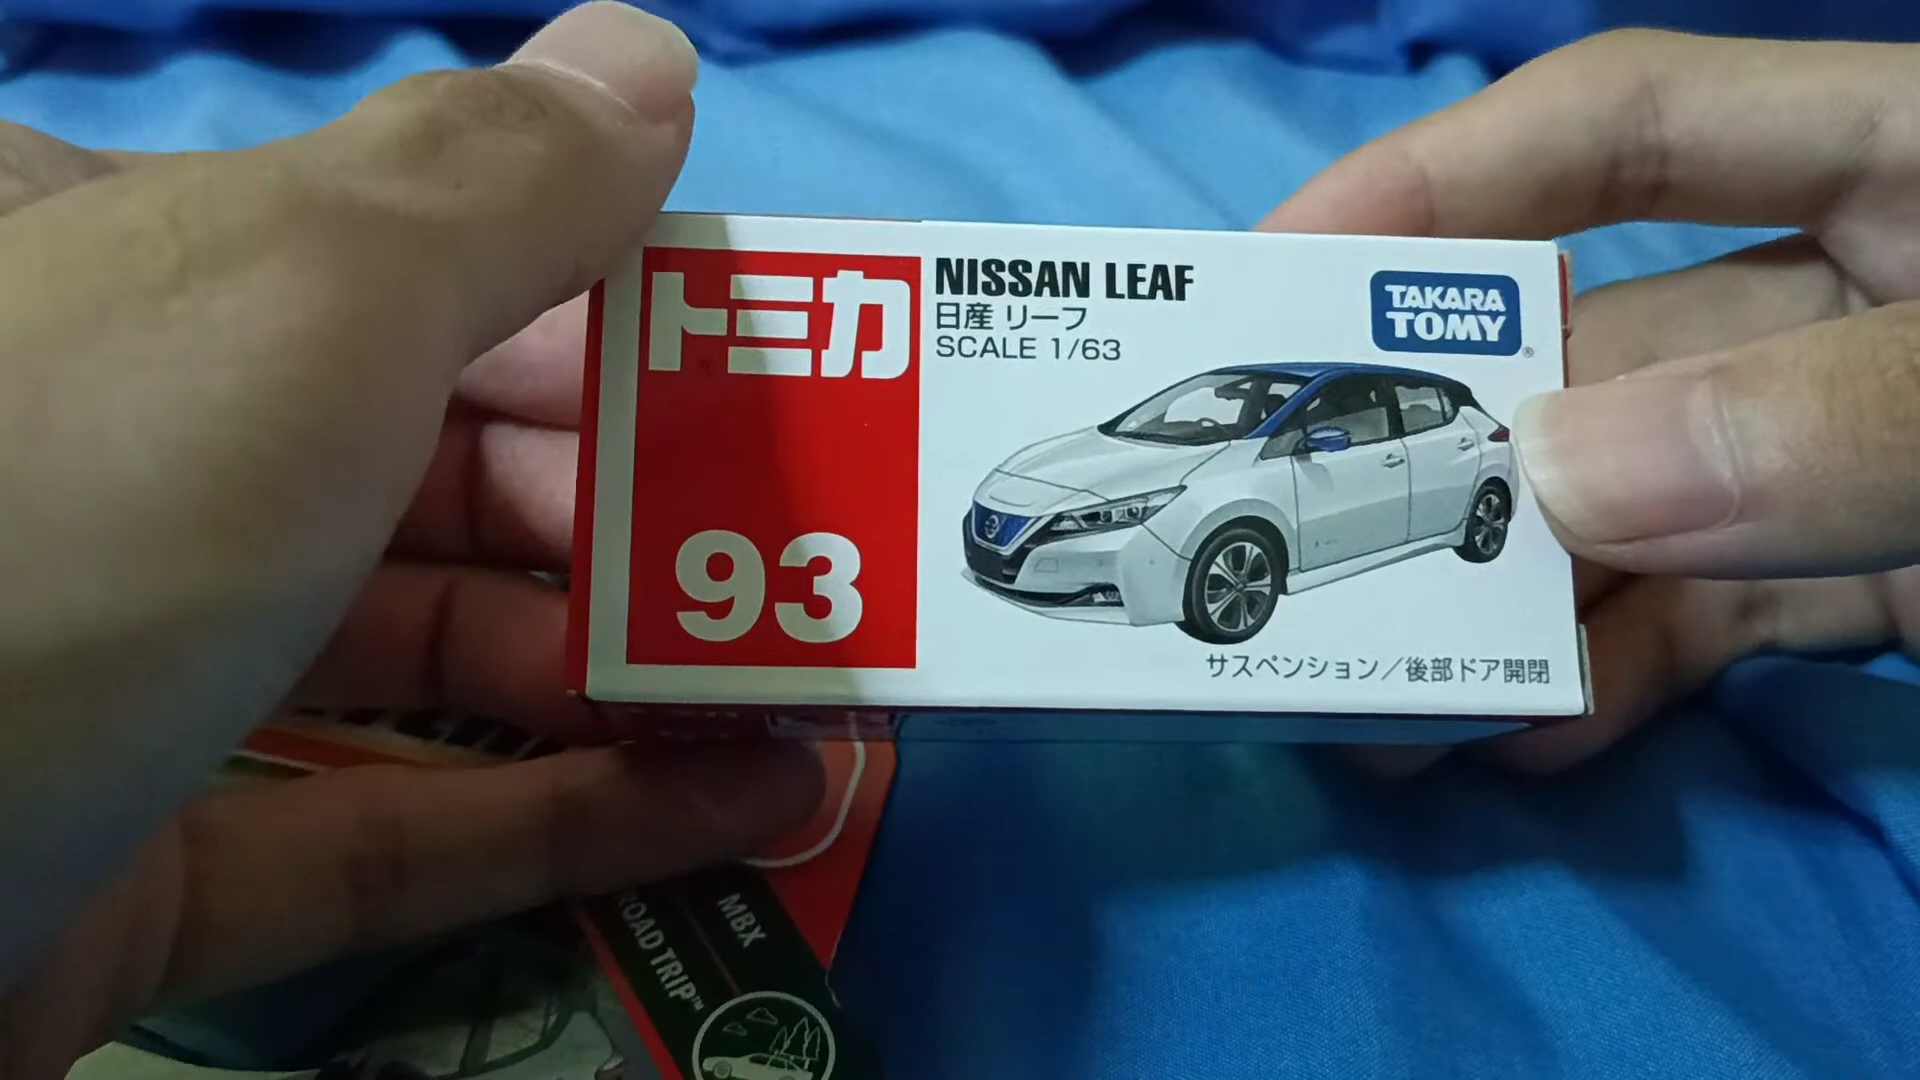 トミカ
93
NISSAN LEAF
日産 リーフ
SCALE 1/63
TAKARA
TOMY®
サスペンション／後部ドア開閉
MBX
ROAD TRIP™